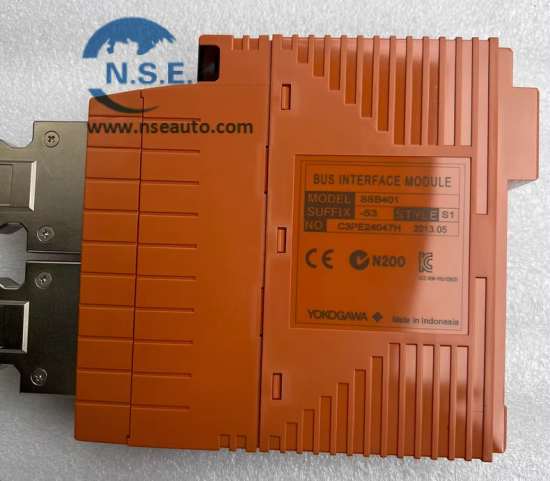 N.S.E.
www.nseauto.com
BUS INTERFACE MODULE
MODEL SSB401
SUFFIX -S3 STYLE S1
NO C3PE24047H 2013.05
CE N200
YOKOGAWA Made in Indonesia